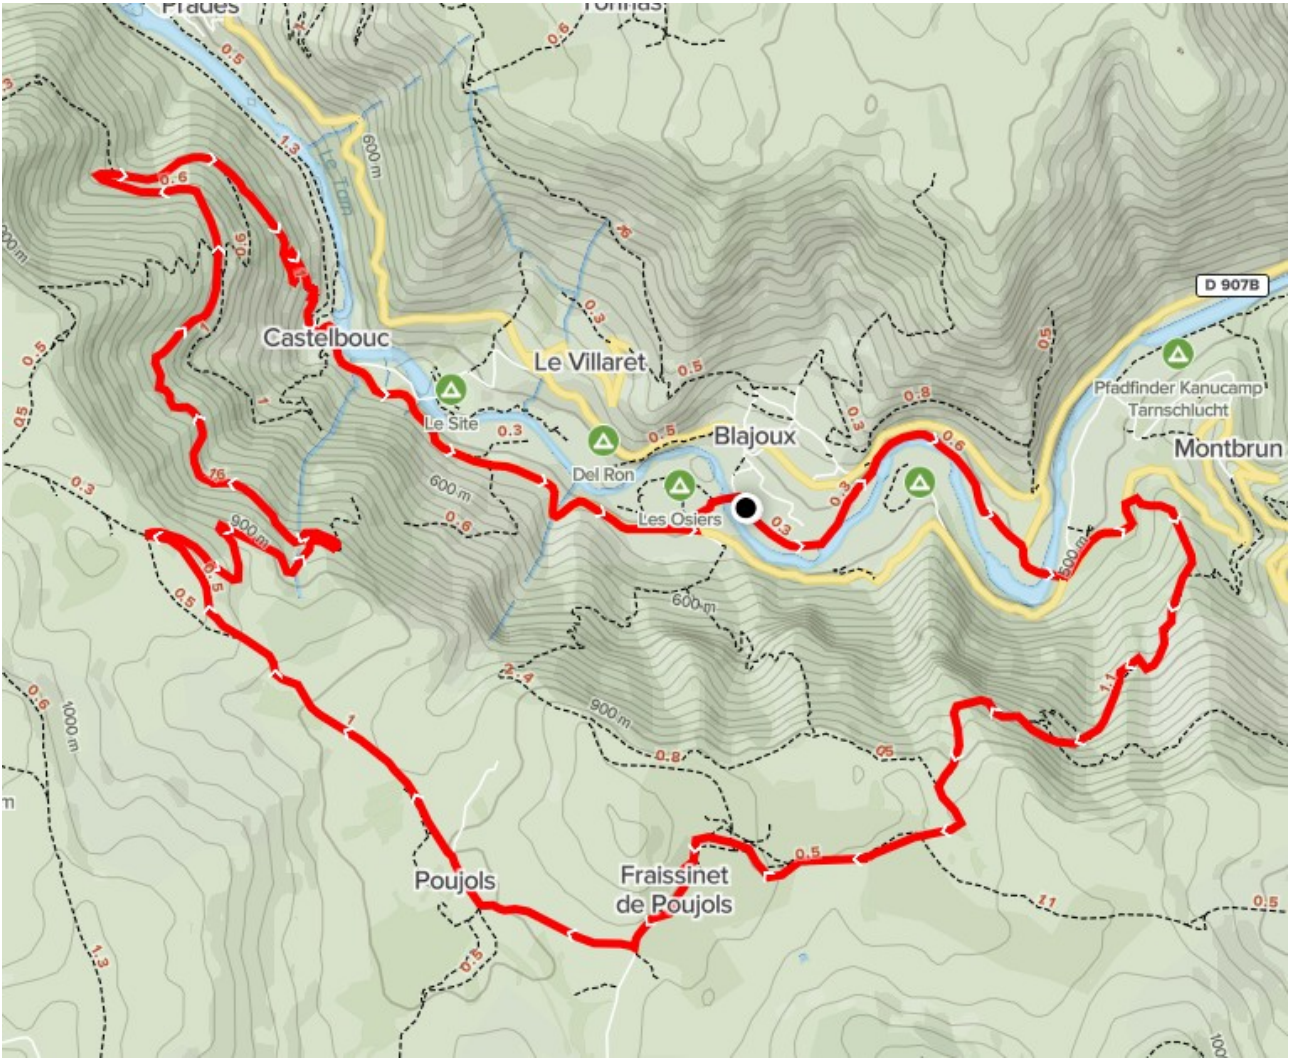 Prades
0.5
0.6
1.3
600 m
Le Tarn
0.6
0.6
D 907B
0.3
0.5
Castelbouc
Le Villaret
1
0.5
0.5
0.5
0.8
Pfadfinder Kanucamp
Tarnschlucht
1
0.3
0.5
Le Site
0.3
0.5
Blajoux
0.6
Montbrun
Del Ron
0.3
600 m
0.3
Les Osiers
0.3
0.6
900 m
0.5
600 m
0.5
2.4
1.1
0.6
1000 m
900 m
1
0.8
0.5
Poujols
Fraissinet
de Poujols
1.3
0.5